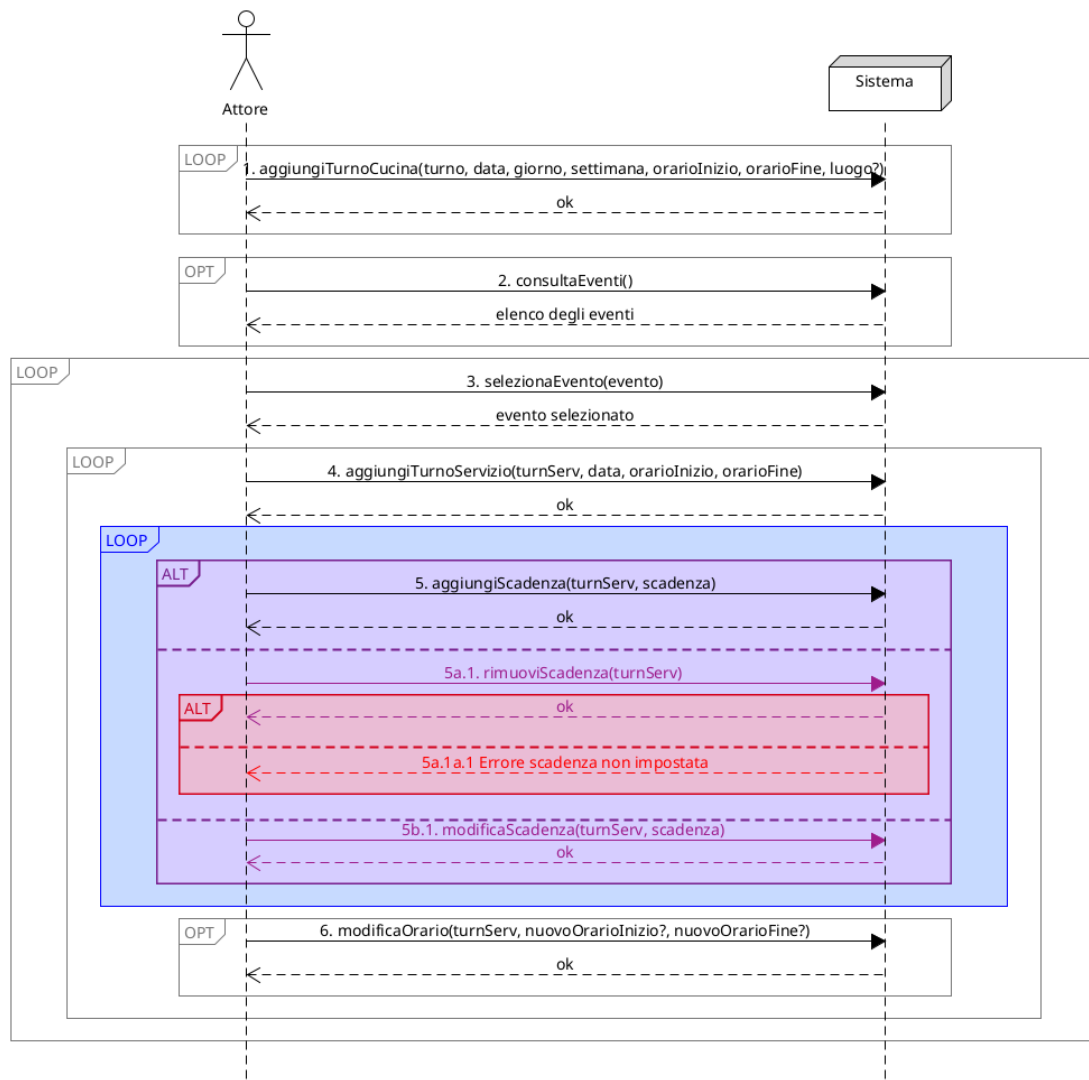 Attore
Sistema
LOOP
1. aggiungiTurnoCucina(turno, data, giorno, settimana, orarioInizio, orarioFine, luogo?)
ok
OPT
2. consultaEventi()
elenco degli eventi
LOOP
3. selezionaEvento(evento)
evento selezionato
LOOP
4. aggiungiTurnoServizio(turnServ, data, orarioInizio, orarioFine)
ok
LOOP
ALT
5. aggiungiScadenza(turnServ, scadenza)
ok
5a.1. rimuoviScadenza(turnServ)
ALT
ok
5a.1a.1 Errore scadenza non impostata
5b.1. modificaScadenza(turnServ, scadenza)
ok
OPT
6. modificaOrario(turnServ, nuovoOrarioInizio?, nuovoOrarioFine?)
ok